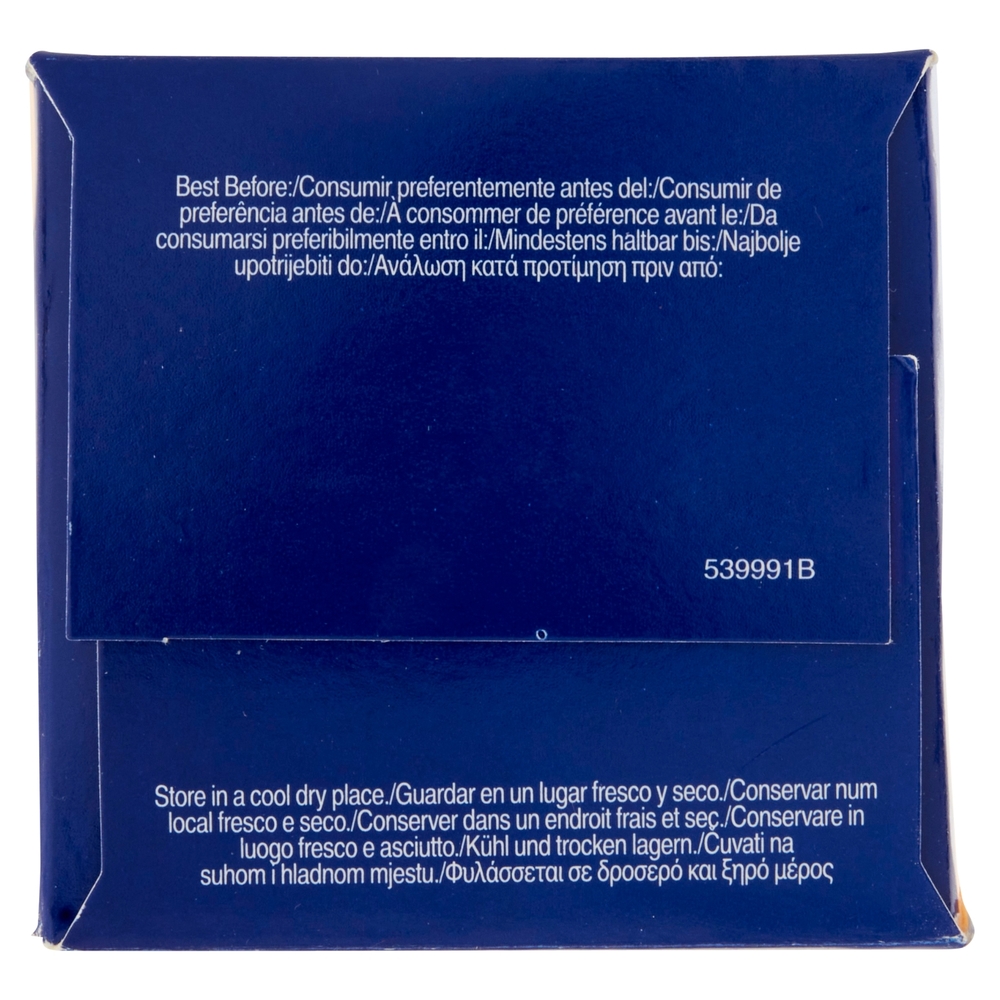 Best Before:/Consumir preferentemente antes del:/Consumir de
preferência antes de:/À consommer de préférence avant le:/Da
consumarsi preferibilmente entro il:/Mindestens haltbar bis:/Najbolje
upotrijebiti do:/Ανάλωση κατά προτίμηση πριν από:
539991B
Store in a cool dry place./Guardar en un lugar fresco y seco./Conservar num
local fresco e seco./Conserver dans un endroit frais et sec./Conservare in
luogo fresco e asciutto./Kühl und trocken lagern./Čuvati na
suhom i hladnom mjestu./Φυλάσσεται σε δροσερό και ξηρό μέρος